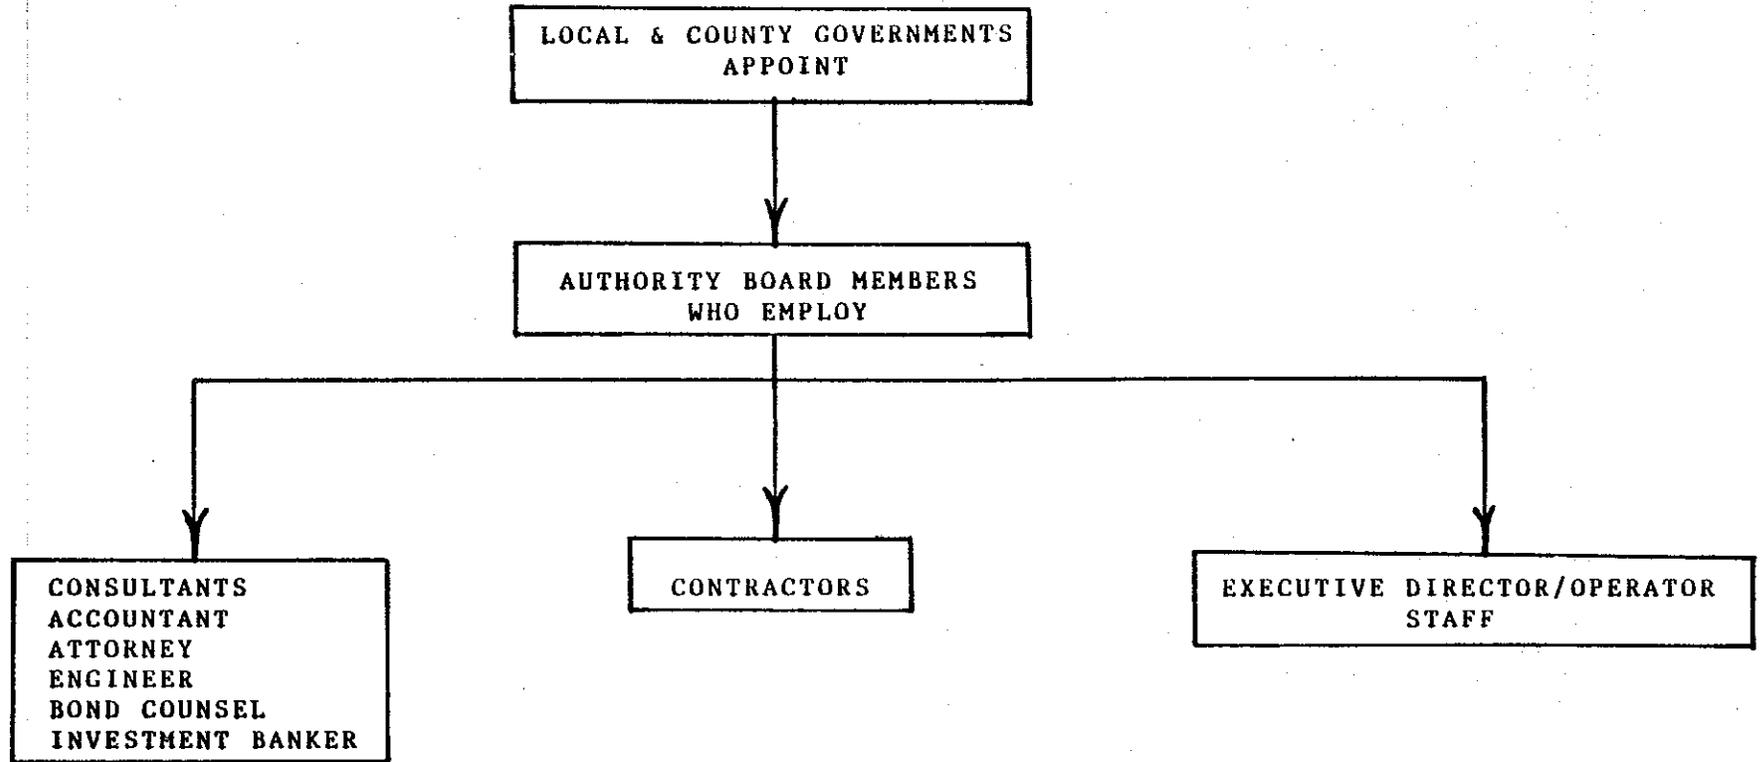 LOCAL & COUNTY GOVERNMENTS
APPOINT
AUTHORITY BOARD MEMBERS
WHO EMPLOY
CONSULTANTS
ACCOUNTANT
ATTORNEY
ENGINEER
BOND COUNSEL
INVESTMENT BANKER
CONTRACTORS
EXECUTIVE DIRECTOR/OPERATOR
STAFF